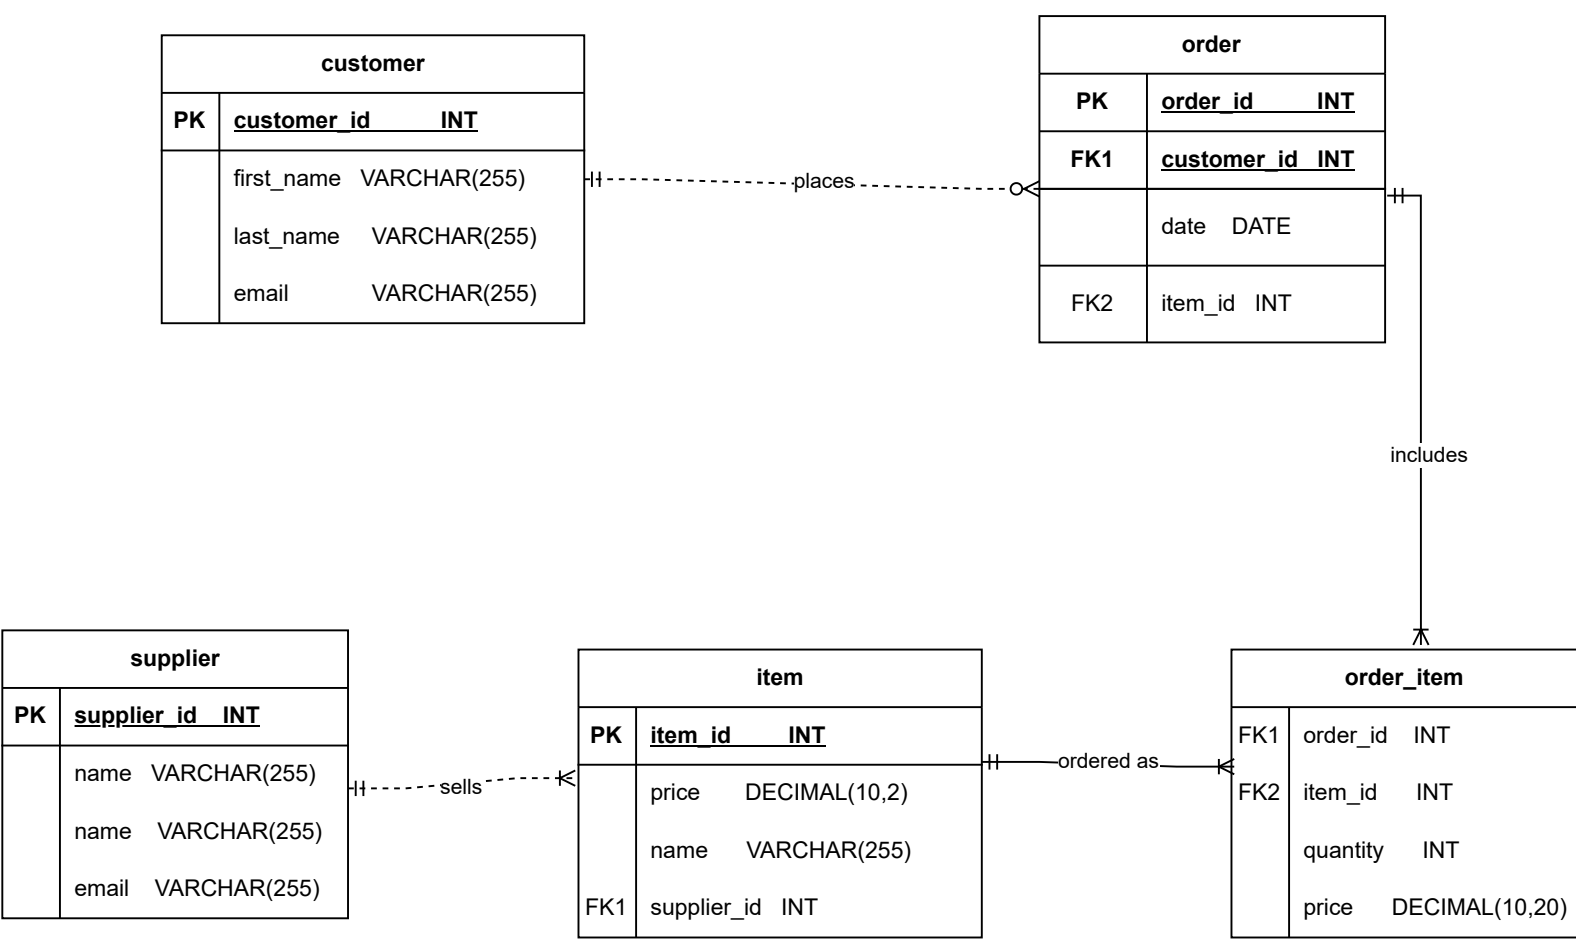 customer
PK customer_id INT
first_name VARCHAR(255)
last_name VARCHAR(255)
email VARCHAR(255)
places
order
PK order_id INT
FK1 customer_id INT
date DATE
FK2 item_id INT
includes
supplier
PK supplier_id INT
name VARCHAR(255)
name VARCHAR(255)
email VARCHAR(255)
sells
item
PK item_id INT
price DECIMAL(10,2)
name VARCHAR(255)
FK1 supplier_id INT
ordered as
order_item
FK1 order_id INT
FK2 item_id INT
quantity INT
price DECIMAL(10,20)